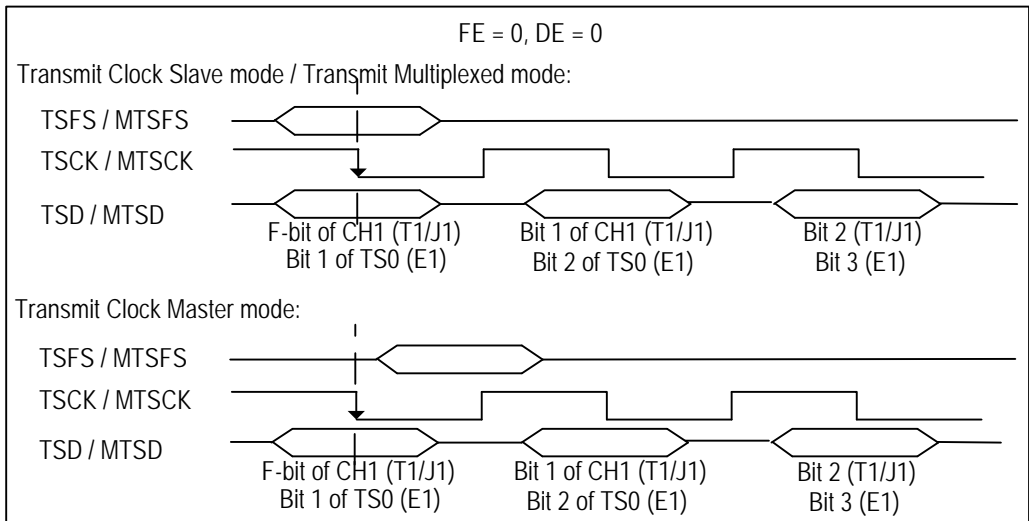 FE = 0, DE = 0
Transmit Clock Slave mode / Transmit Multiplexed mode:
TSFS / MTSFS
TSCK / MTSCK
TSD / MTSD
F-bit of CH1 (T1/J1) Bit 1 of CH1 (T1/J1) Bit 2 (T1/J1)
Bit 1 of TS0 (E1) Bit 2 of TS0 (E1) Bit 3 (E1)
Transmit Clock Master mode:
TSFS / MTSFS
TSCK / MTSCK
TSD / MTSD
F-bit of CH1 (T1/J1) Bit 1 of CH1 (T1/J1) Bit 2 (T1/J1)
Bit 1 of TS0 (E1) Bit 2 of TS0 (E1) Bit 3 (E1)